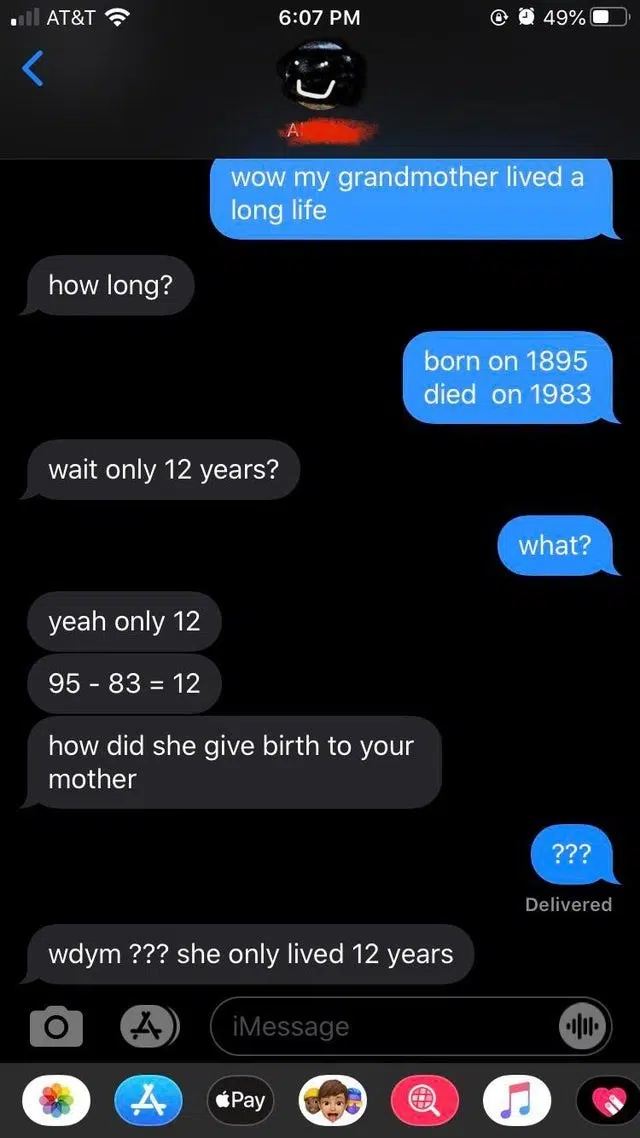 AT&T
6:07 PM
49%
A
wow my grandmother lived a
long life
how long?
born on 1895
died on 1983
wait only 12 years?
what?
yeah only 12
95 - 83 = 12
how did she give birth to your
mother
???
Delivered
wdym ??? she only lived 12 years
iMessage
Pay